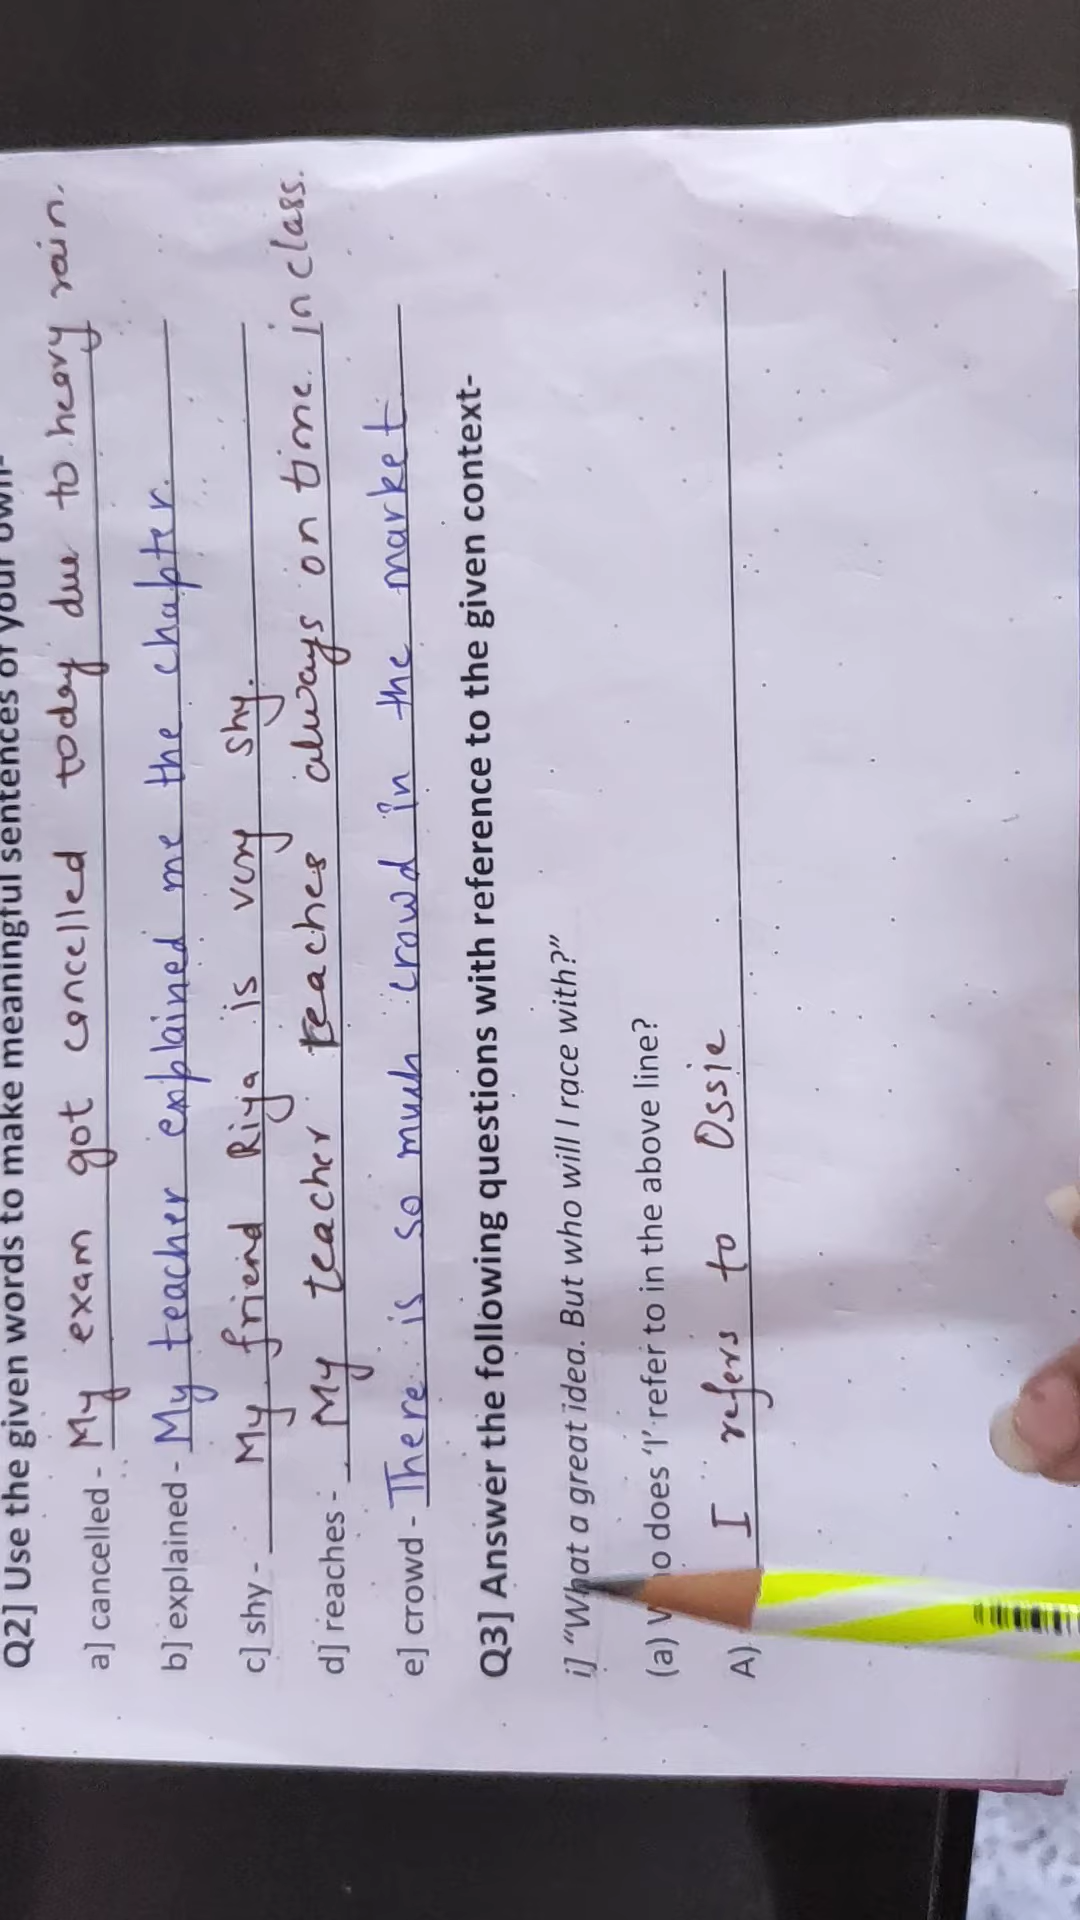 Q2] Use the given words to make meaningful sentences of your own-
a] cancelled - My exam got cancelled today due to heavy rain.
b] explained - My teacher explained me the chapter.
c] shy - My friend Riya is very shy.
d] reaches - My teacher reaches always on time in class.
e] crowd - There is so much crowd in the market
Q3] Answer the following questions with reference to the given context-
i] "What a great idea. But who will I race with?"
(a) Who does 'I' refer to in the above line?
A) I refers to Ossie